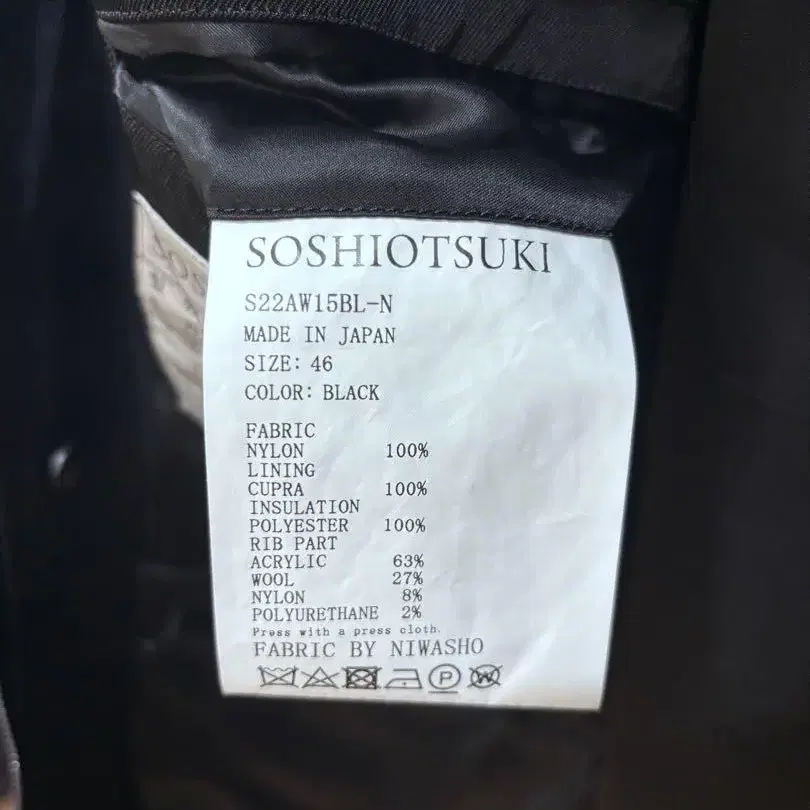 SOSHIOTSUKI
S22AW15BL-N
MADE IN JAPAN
SIZE: 46
COLOR: BLACK
FABRIC
NYLON 100%
LINING
CUPRA 100%
INSULATION
POLYESTER 100%
RIB PART
ACRYLIC 63%
WOOL 27%
NYLON 8%
POLYURETHANE 2%
Press with a press cloth.
FABRIC BY NIWASHO
P
W